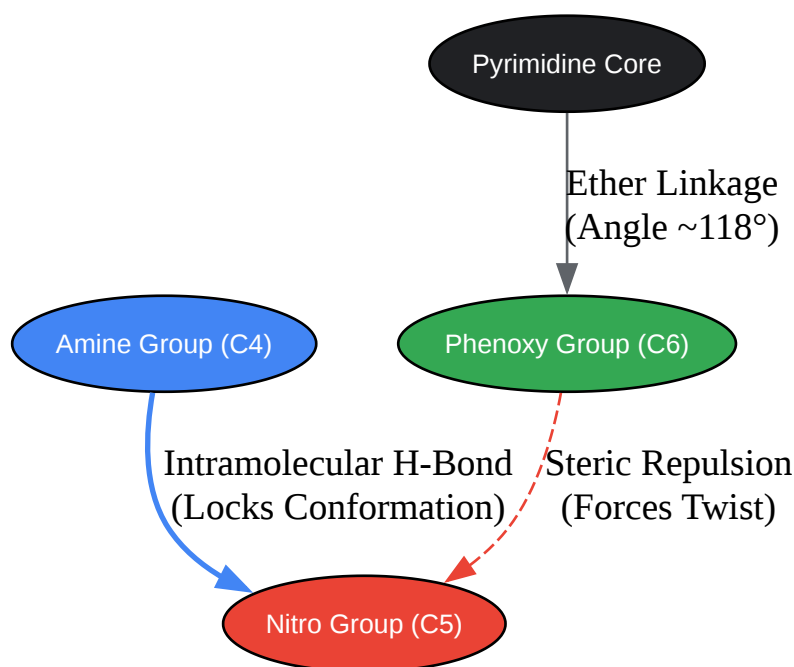 Pyrimidine Core
Ether Linkage
(Angle ~118°)
Amine Group (C4)
Phenoxy Group (C6)
Intramolecular H-Bond
(Locks Conformation)
Steric Repulsion
(Forces Twist)
Nitro Group (C5)